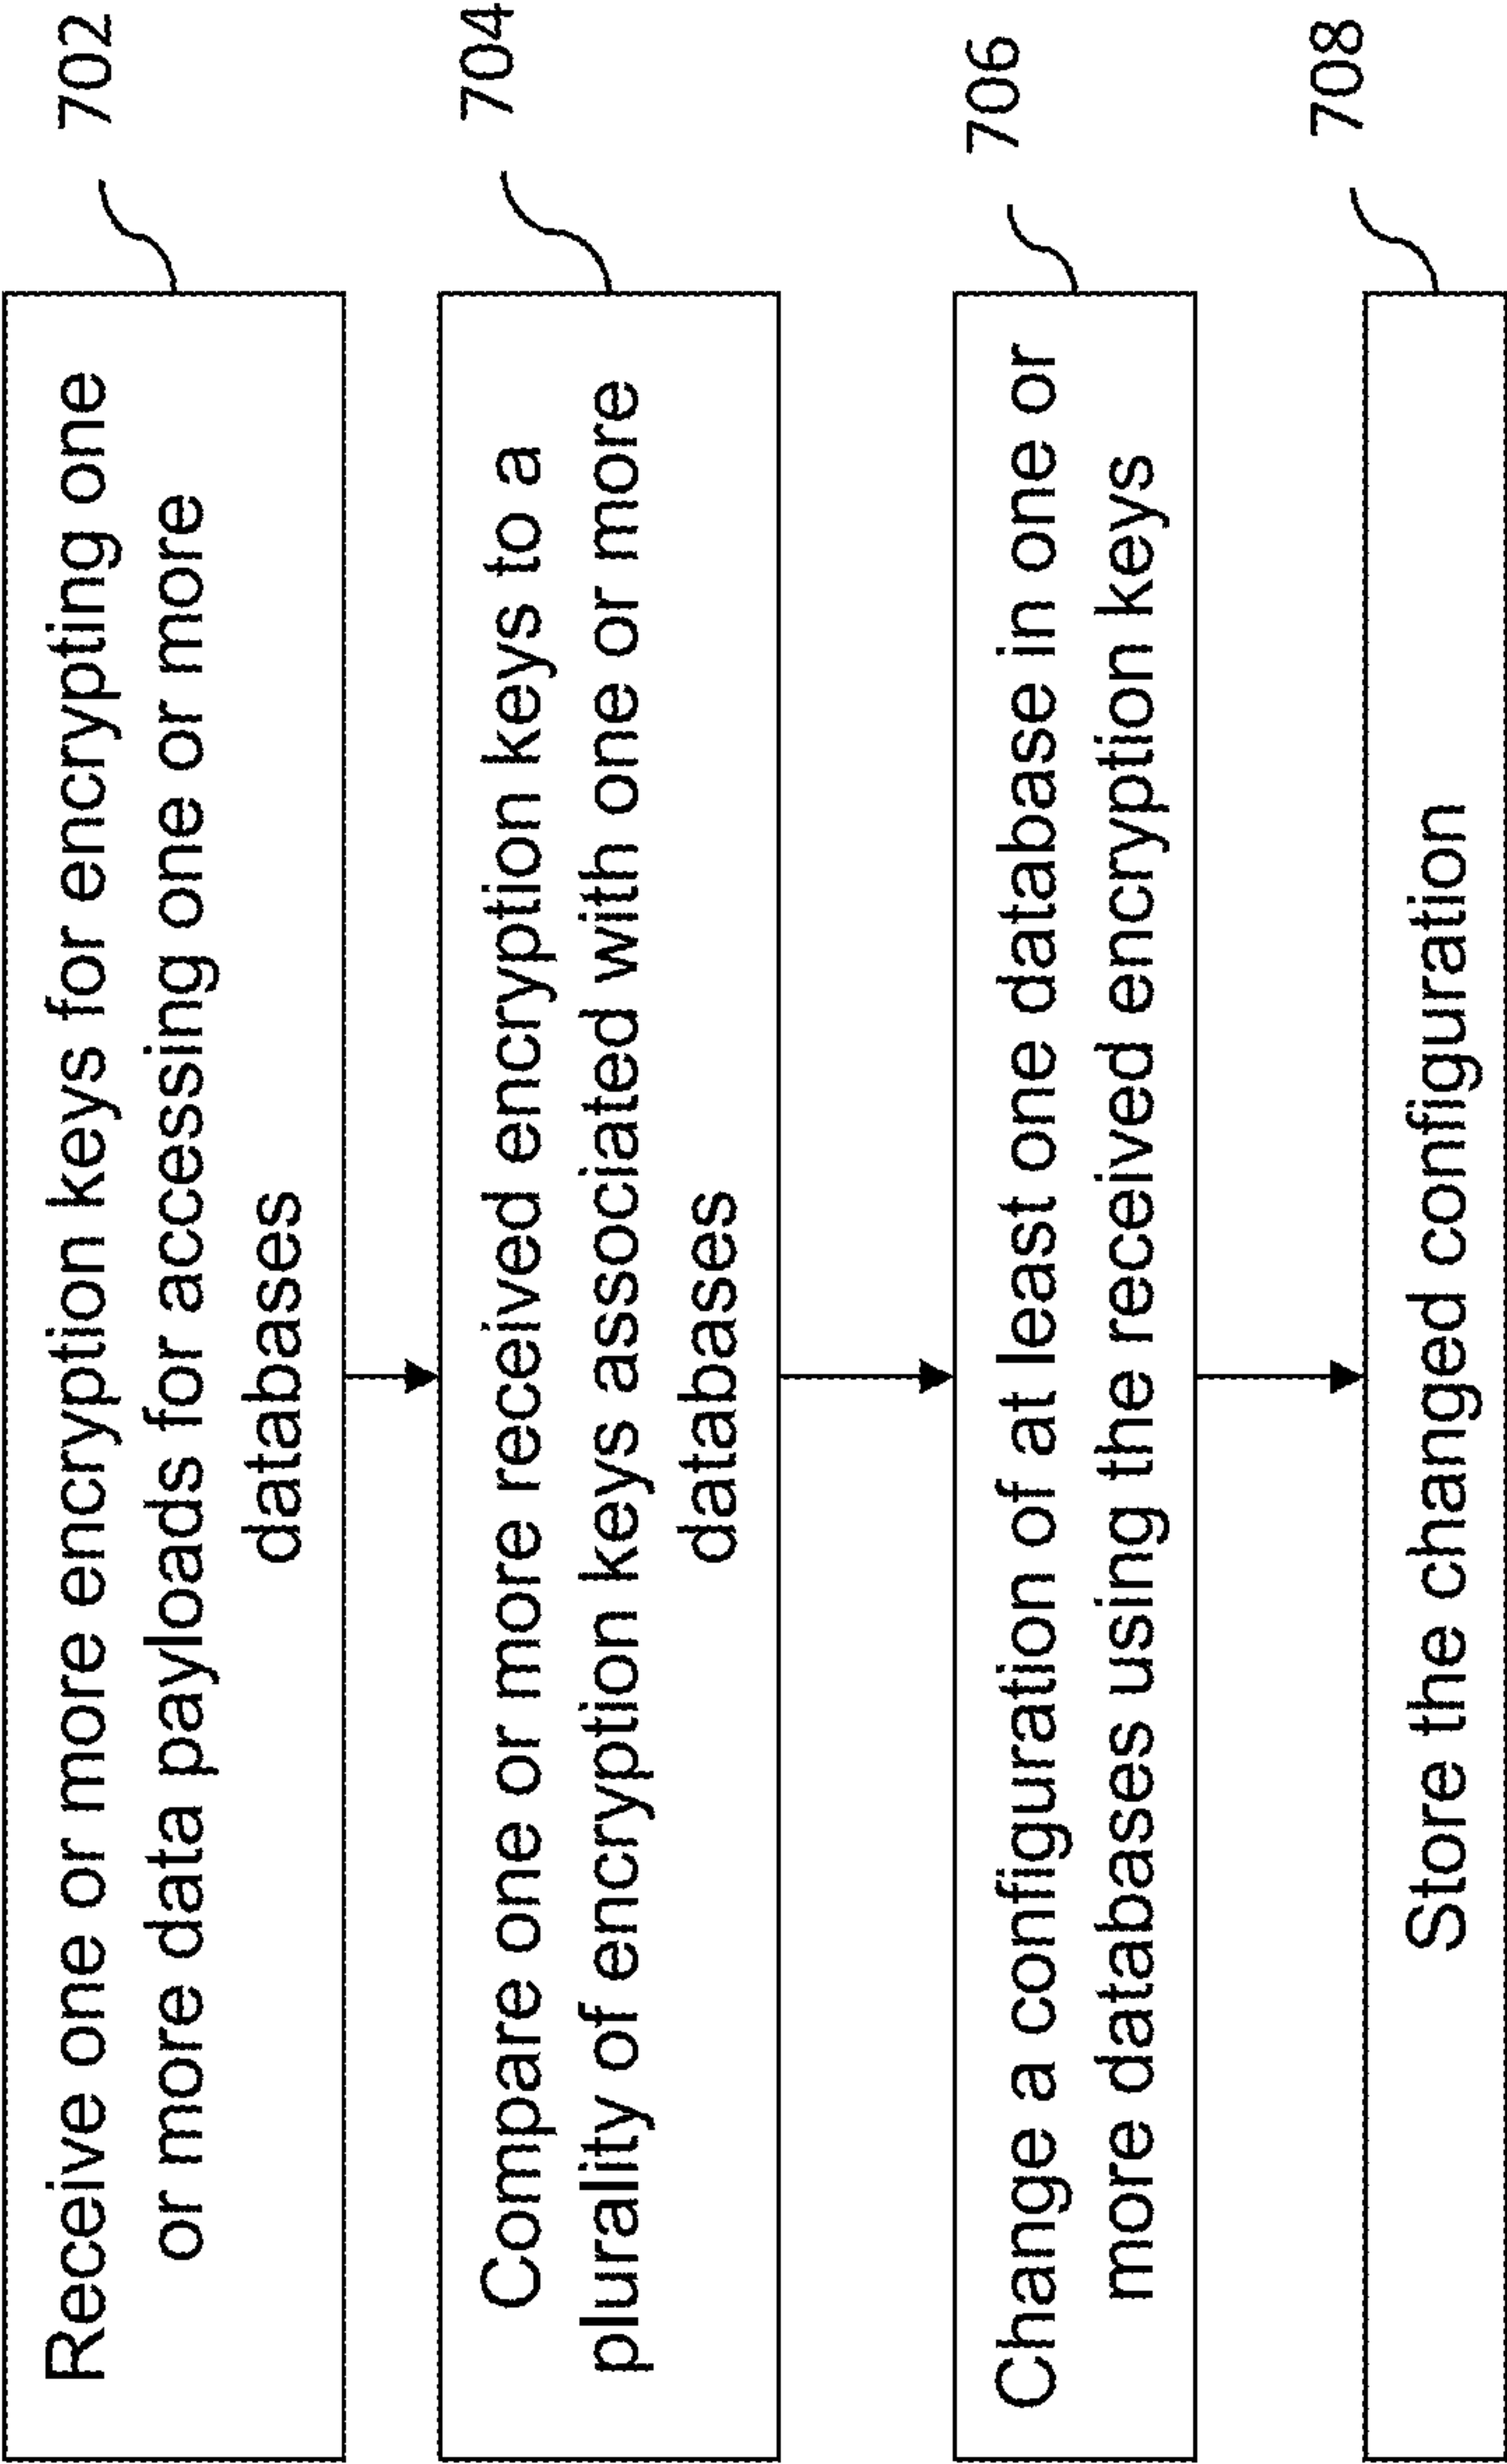 Receive one or more encryption keys for encrypting one
or more data payloads for accessing one or more
databases
702
Compare one or more received encryption keys to a
plurality of encryption keys associated with one or more
databases
704
Change a configuration of at least one database in one or
more databases using the received encryption keys
706
Store the changed configuration
708